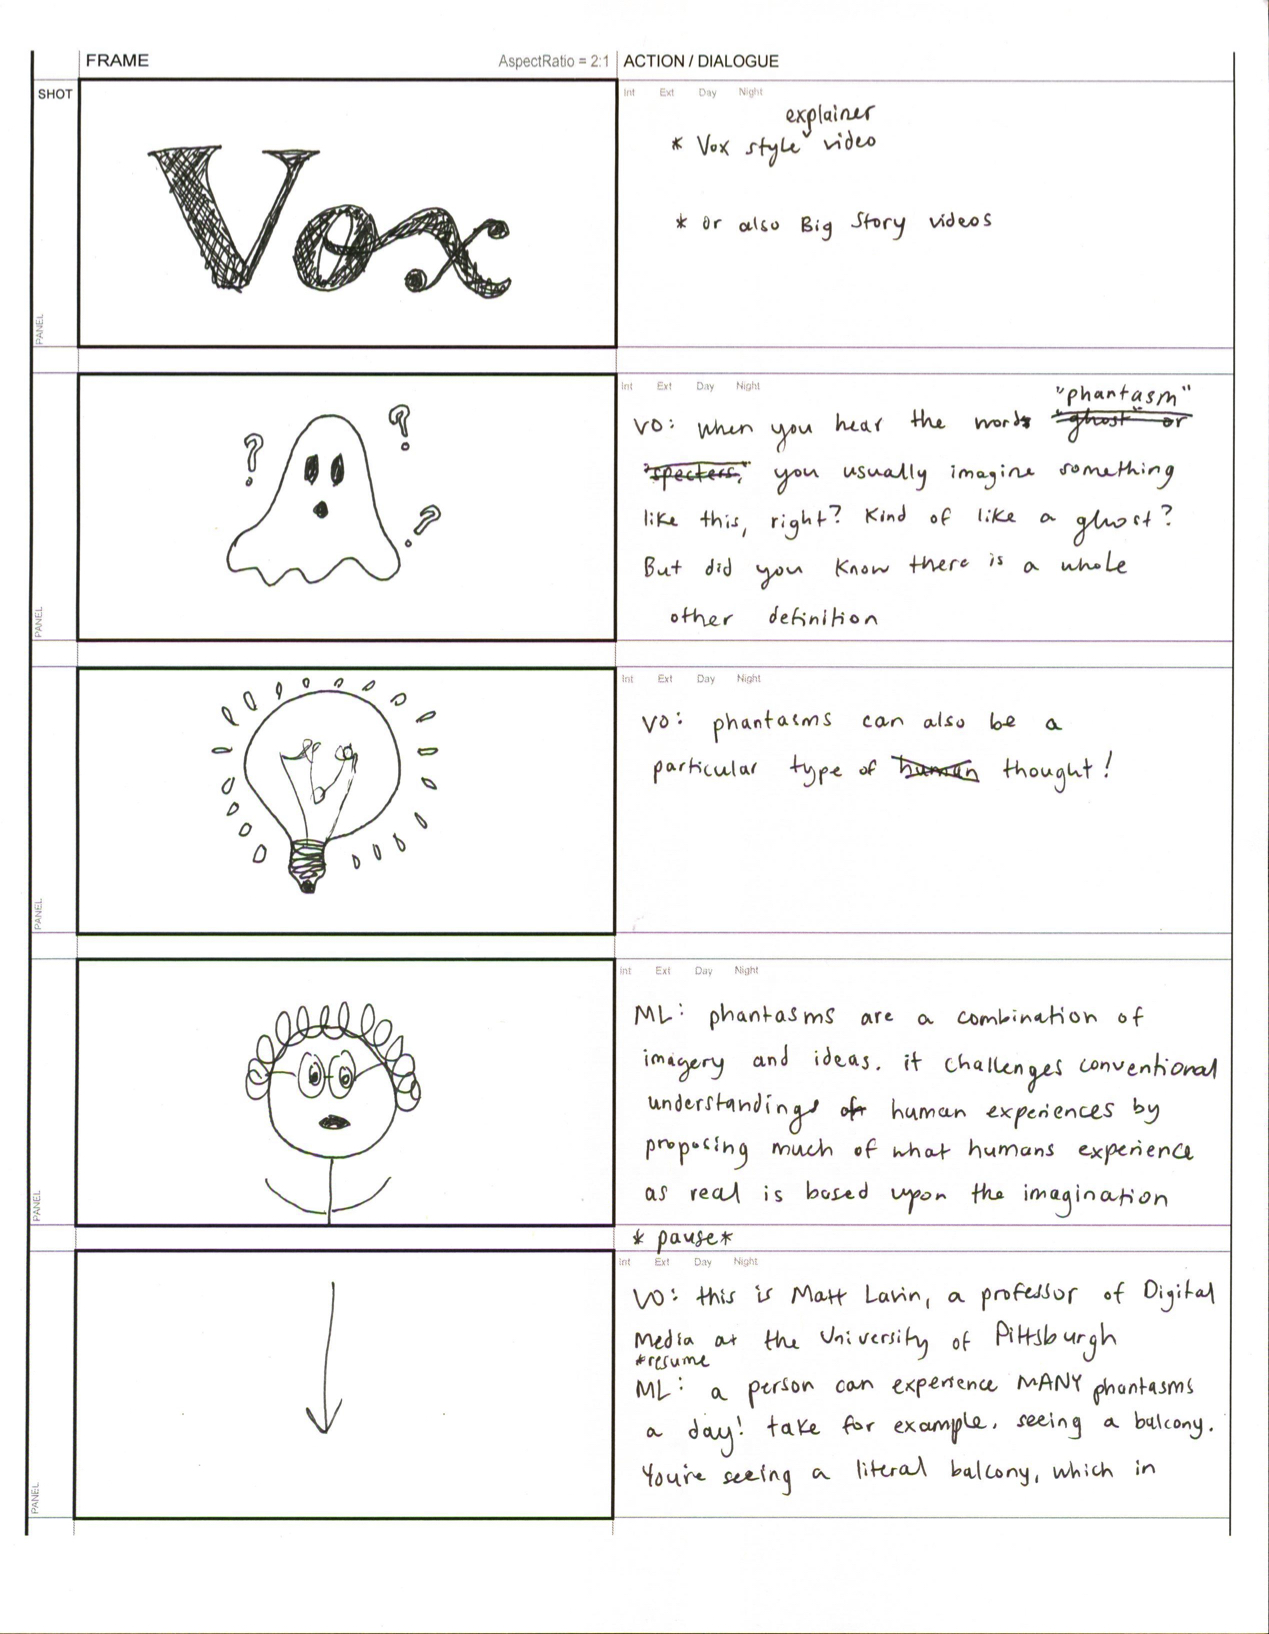 FRAME
AspectRatio = 2:1
ACTION / DIALOGUE
SHOT
Int Ext Day Night
Vox
explainer
* Vox style video
* or also Big Story videos
PANEL
Int Ext Day Night
"phantasm"
VO: when you hear the words "ghost" or
"specters," you usually imagine something
like this, right? Kind of like a ghost?
But did you know there is a whole
other definition
? ? ?
PANEL
Int Ext Day Night
VO: phantasms can also be a
particular type of human thought!
PANEL
Int Ext Day Night
ML: phantasms are a combination of
imagery and ideas. it challenges conventional
understandings of human experiences by
proposing much of what humans experience
as real is based upon the imagination
PANEL
* pause*
Int Ext Day Night
VO: this is Matt Lavin, a professor of Digital
Media at the University of Pittsburgh
*resume
ML: a person can experience MANY phantasms
a day! take for example, seeing a balcony.
You're seeing a literal balcony, which in
PANEL